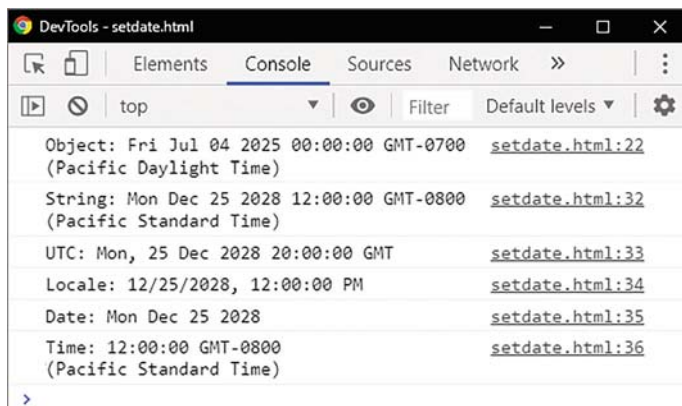 DevTools - setdate.html
Elements Console Sources Network »
top Filter Default levels
Object: Fri Jul 04 2025 00:00:00 GMT-0700 setdate.html:22
(Pacific Daylight Time)
String: Mon Dec 25 2028 12:00:00 GMT-0800 setdate.html:32
(Pacific Standard Time)
UTC: Mon, 25 Dec 2028 20:00:00 GMT setdate.html:33
Locale: 12/25/2028, 12:00:00 PM setdate.html:34
Date: Mon Dec 25 2028 setdate.html:35
Time: 12:00:00 GMT-0800 setdate.html:36
(Pacific Standard Time)
>